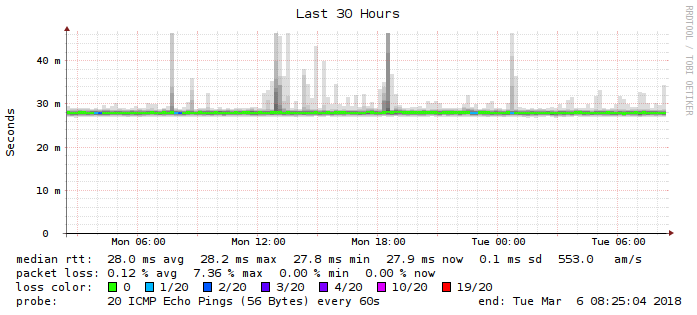 Last 30 Hours
RRDTOOL / TOBI OETIKER
Seconds
40 m
30 m
20 m
10 m
0
Mon 06:00 Mon 12:00 Mon 18:00 Tue 00:00 Tue 06:00
median rtt: 28.0 ms avg 28.2 ms max 27.8 ms min 27.9 ms now 0.1 ms sd 553.0 am/s
packet loss: 0.12 % avg 7.36 % max 0.00 % min 0.00 % now
loss color: 0 1/20 2/20 3/20 4/20 10/20 19/20
probe: 20 ICMP Echo Pings (56 Bytes) every 60s end: Tue Mar 6 08:25:04 2018